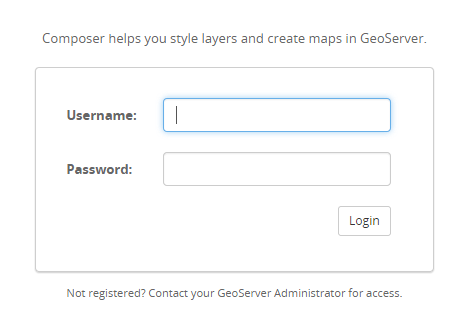 Composer helps you style layers and create maps in GeoServer.
Username:
Password:
Login
Not registered? Contact your GeoServer Administrator for access.